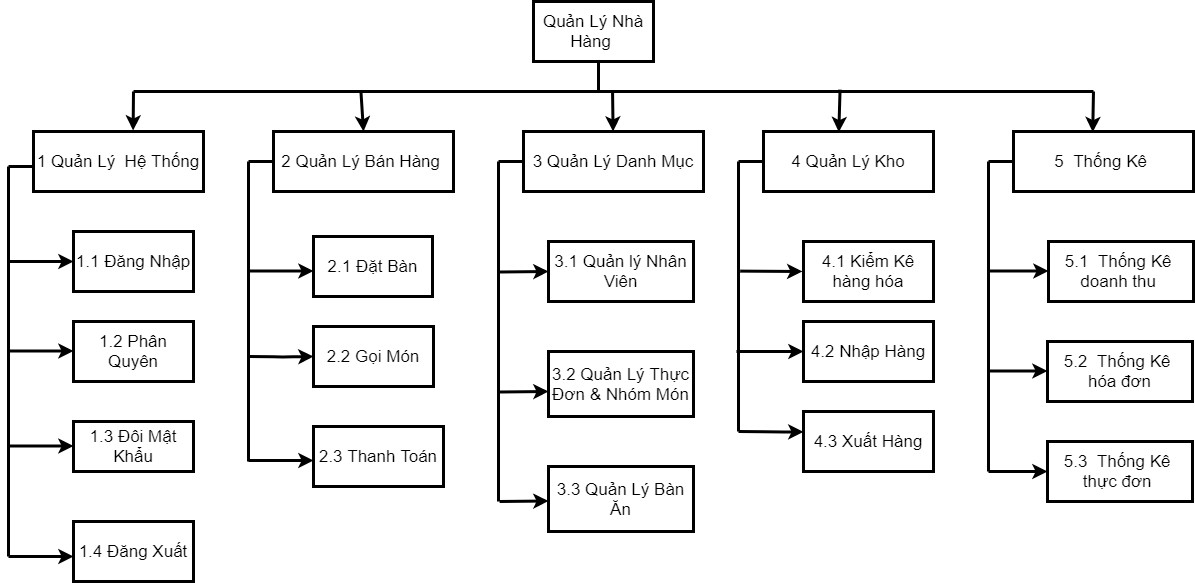 Quản Lý Nhà
Hàng
1 Quản Lý Hệ Thống
2 Quản Lý Bán Hàng
3 Quản Lý Danh Mục
4 Quản Lý Kho
5 Thống Kê
1.1 Đăng Nhập
1.2 Phân
Quyên
1.3 Đôi Mật
Khẩu
1.4 Đăng Xuất
2.1 Đặt Bàn
2.2 Gọi Món
2.3 Thanh Toán
3.1 Quản lý Nhân
Viên
3.2 Quản Lý Thực
Đơn & Nhóm Món
3.3 Quản Lý Bàn
Ăn
4.1 Kiểm Kê
hàng hóa
4.2 Nhập Hàng
4.3 Xuất Hàng
5.1 Thống Kê
doanh thu
5.2 Thống Kê
hóa đơn
5.3 Thống Kê
thực đơn